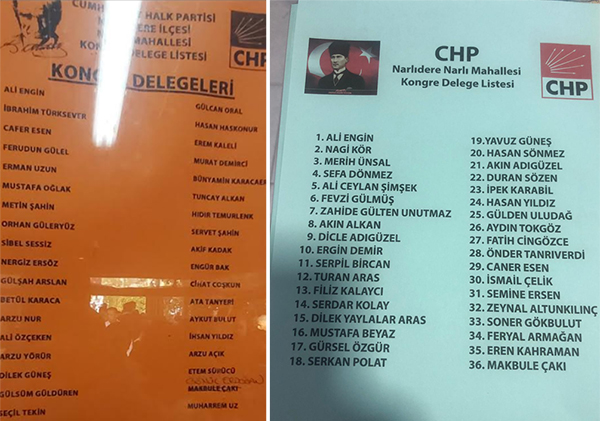 CUMHURİYET HALK PARTİSİ
DERE İLÇESİ
MAHALLESİ
DELEGE LİSTESİ
CHP
KONGRE DELEGELERİ
ALİ ENGİN
İBRAHİM TÜRKSEVER
CAFER ESEN
FERUDUN GÜLEL
ERMAN UZUN
MUSTAFA OĞLAK
METİN ŞAHİN
ORHAN GÜLERYÜZ
SİBEL SESSİZ
NERGİZ ERSÖZ
GÜLŞAH ARSLAN
BETÜL KARACA
ARZU NUR
ALİ ÖZÇEKEN
ARZU YÖRÜR
DİLEK GÜNEŞ
GÜLSÜM GÜLDÜREN
SEÇİL TEKİN
GÜLCAN ORAL
HASAN HASKONUR
EREM KALELİ
MURAT DEMİRCİ
BÜNYAMİN KARACAER
TUNCAY ALKAN
HIDIR TEMURLENK
SERVET ŞAHİN
AKİF KADAK
ENGÜR BAK
CİHAT COŞKUN
ATA TANYERİ
AYKUT BULUT
İHSAN YILDIZ
ARZU AÇIK
ETEM SÜRÜCÜ
ERDOĞAN
MAKBULE ÇAKI
MUHARREM UZ
CHP
Narlıdere Narlı Mahallesi
Kongre Delege Listesi
CHP
1. ALİ ENGİN
2. NAGİ KÖR
3. MERİH ÜNSAL
4. SEFA DÖNMEZ
5. ALİ CEYLAN ŞİMŞEK
6. FEVZİ GÜLMÜŞ
7. ZAHİDE GÜLTEN UNUTMAZ
8. AKIN ALKAN
9. DİCLE ADIGÜZEL
10. ERGİN DEMİR
11. SERPİL BİRCAN
12. TURAN ARAS
13. FİLİZ KALAYCI
14. SERDAR KOLAY
15. DİLEK YAYLALAR ARAS
16. MUSTAFA BEYAZ
17. GÜRSEL ÖZGÜR
18. SERKAN POLAT
19.YAVUZ GÜNEŞ
20. HASAN SÖNMEZ
21. AKIN ADIGÜZEL
22. DURAN SÖZEN
23. İPEK KARABİL
24. HASAN YILDIZ
25. GÜLDEN ULUDAĞ
26. AYDIN TOKGÖZ
27. FATİH CİNGÖZCE
28. ÖNDER TANRIVERDİ
29. CANER ESEN
30. İSMAİL ÇELİK
31. SEMİNE ERSEN
32. ZEYNAL ALTUNKILINÇ
33. SONER GÖKBULUT
34. FERYAL ARMAĞAN
35. EREN KAHRAMAN
36. MAKBULE ÇAKI